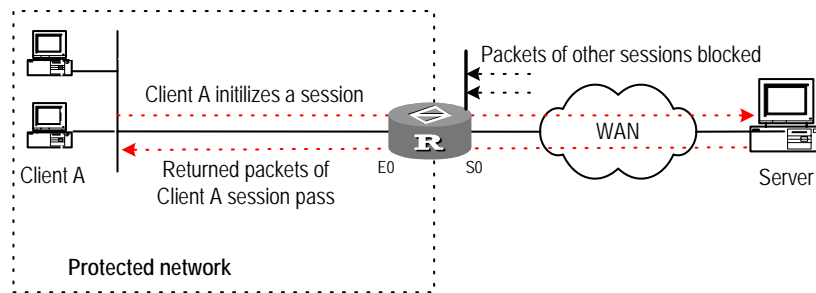 Packets of other sessions blocked
Client A initilizes a session
WAN
R
E0
S0
Client A
Returned packets of
Client A session pass
Server
Protected network